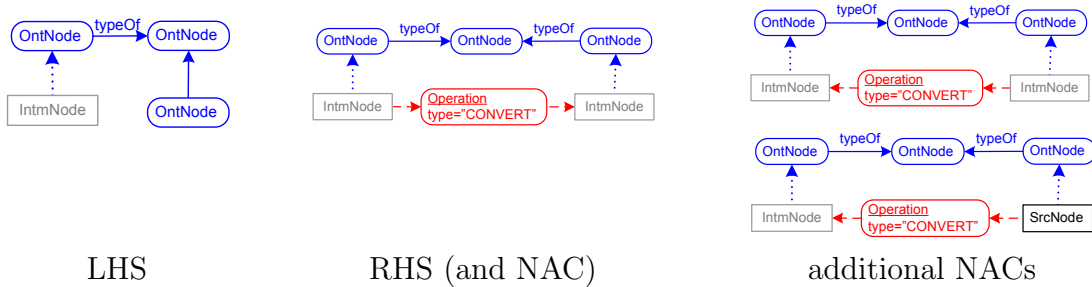 OntNode typeOf OntNode
IntmNode OntNode
LHS
OntNode typeOf OntNode typeOf OntNode
IntmNode Operation IntmNode
type="CONVERT"
RHS (and NAC)
OntNode typeOf OntNode typeOf OntNode
IntmNode Operation IntmNode
type="CONVERT"
OntNode typeOf OntNode typeOf OntNode
IntmNode Operation SrcNode
type="CONVERT"
additional NACs